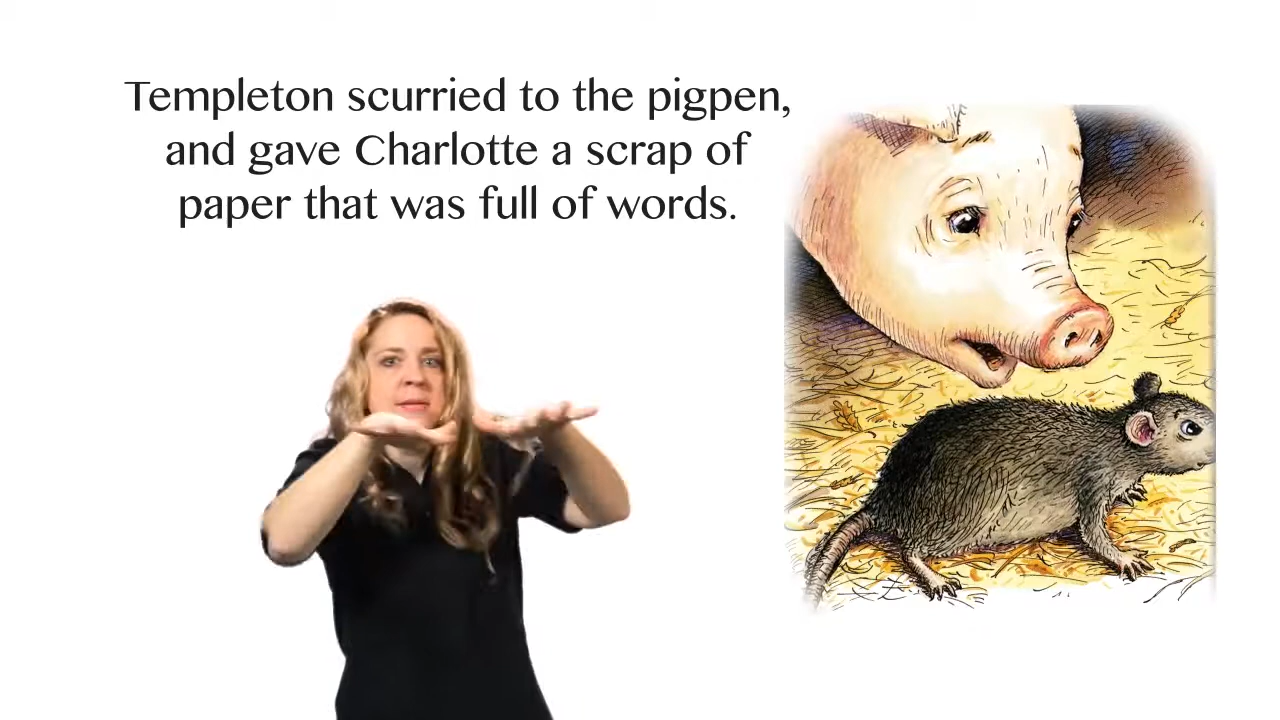 Templeton scurried to the pigpen,
and gave Charlotte a scrap of
paper that was full of words.